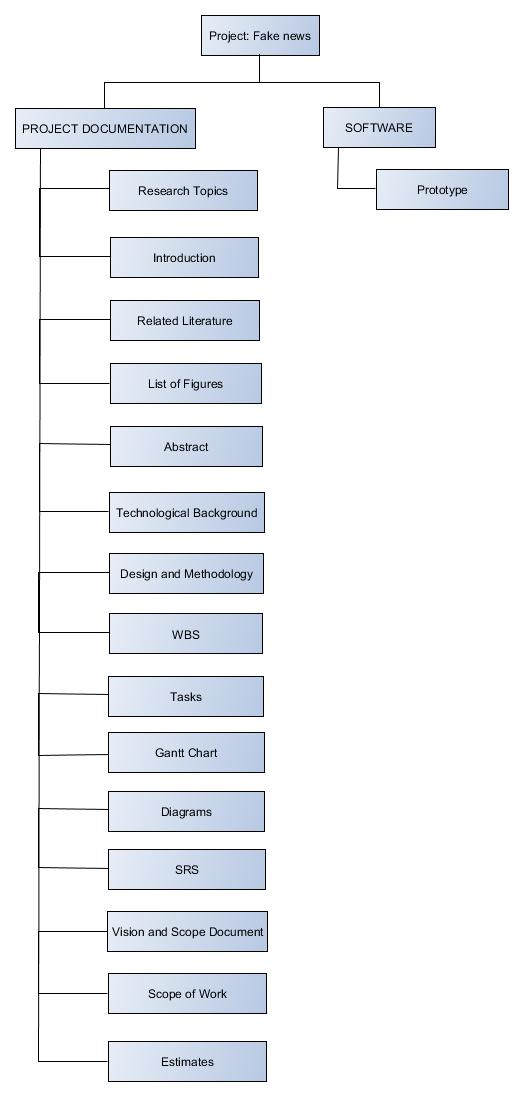 Project: Fake news
PROJECT DOCUMENTATION
SOFTWARE
Research Topics
Prototype
Introduction
Related Literature
List of Figures
Abstract
Technological Background
Design and Methodology
WBS
Tasks
Gantt Chart
Diagrams
SRS
Vision and Scope Document
Scope of Work
Estimates